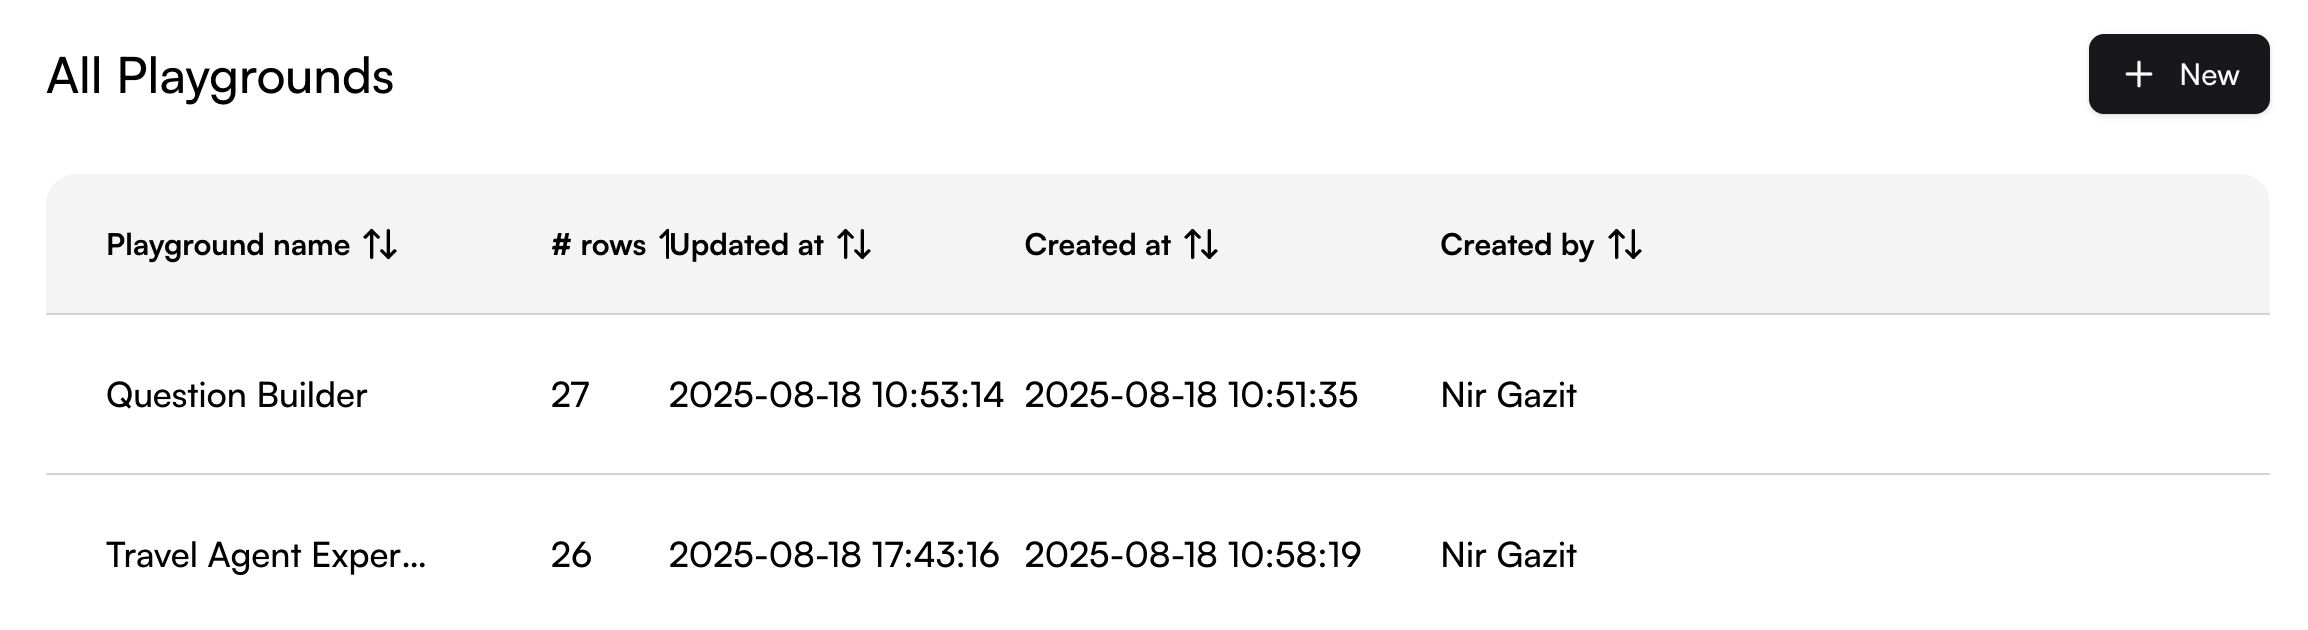 All Playgrounds
+ New
Playground name # rows Updated at Created at Created by
Question Builder 27 2025-08-18 10:53:14 2025-08-18 10:51:35 Nir Gazit
Travel Agent Exper... 26 2025-08-18 17:43:16 2025-08-18 10:58:19 Nir Gazit